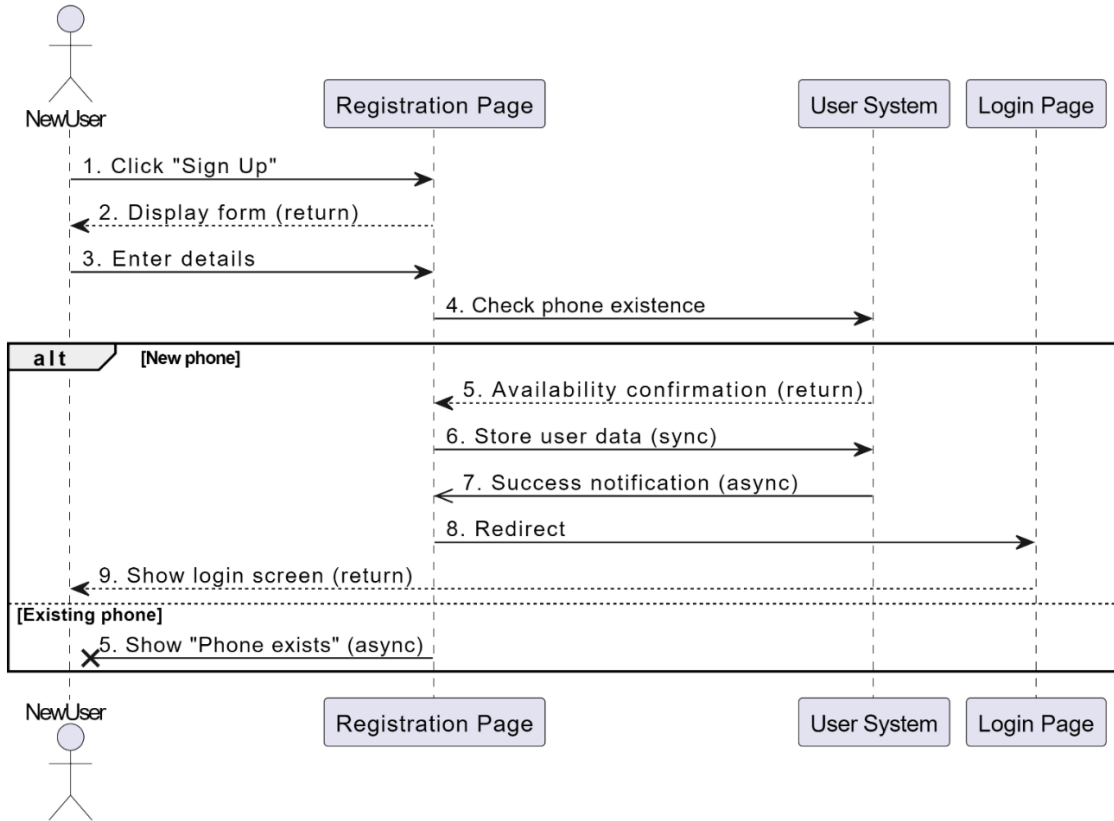 NewUser
Registration Page
User System
Login Page
1. Click "Sign Up"
2. Display form (return)
3. Enter details
4. Check phone existence
alt
[New phone]
5. Availability confirmation (return)
6. Store user data (sync)
7. Success notification (async)
8. Redirect
9. Show login screen (return)
[Existing phone]
5. Show "Phone exists" (async)
NewUser
Registration Page
User System
Login Page